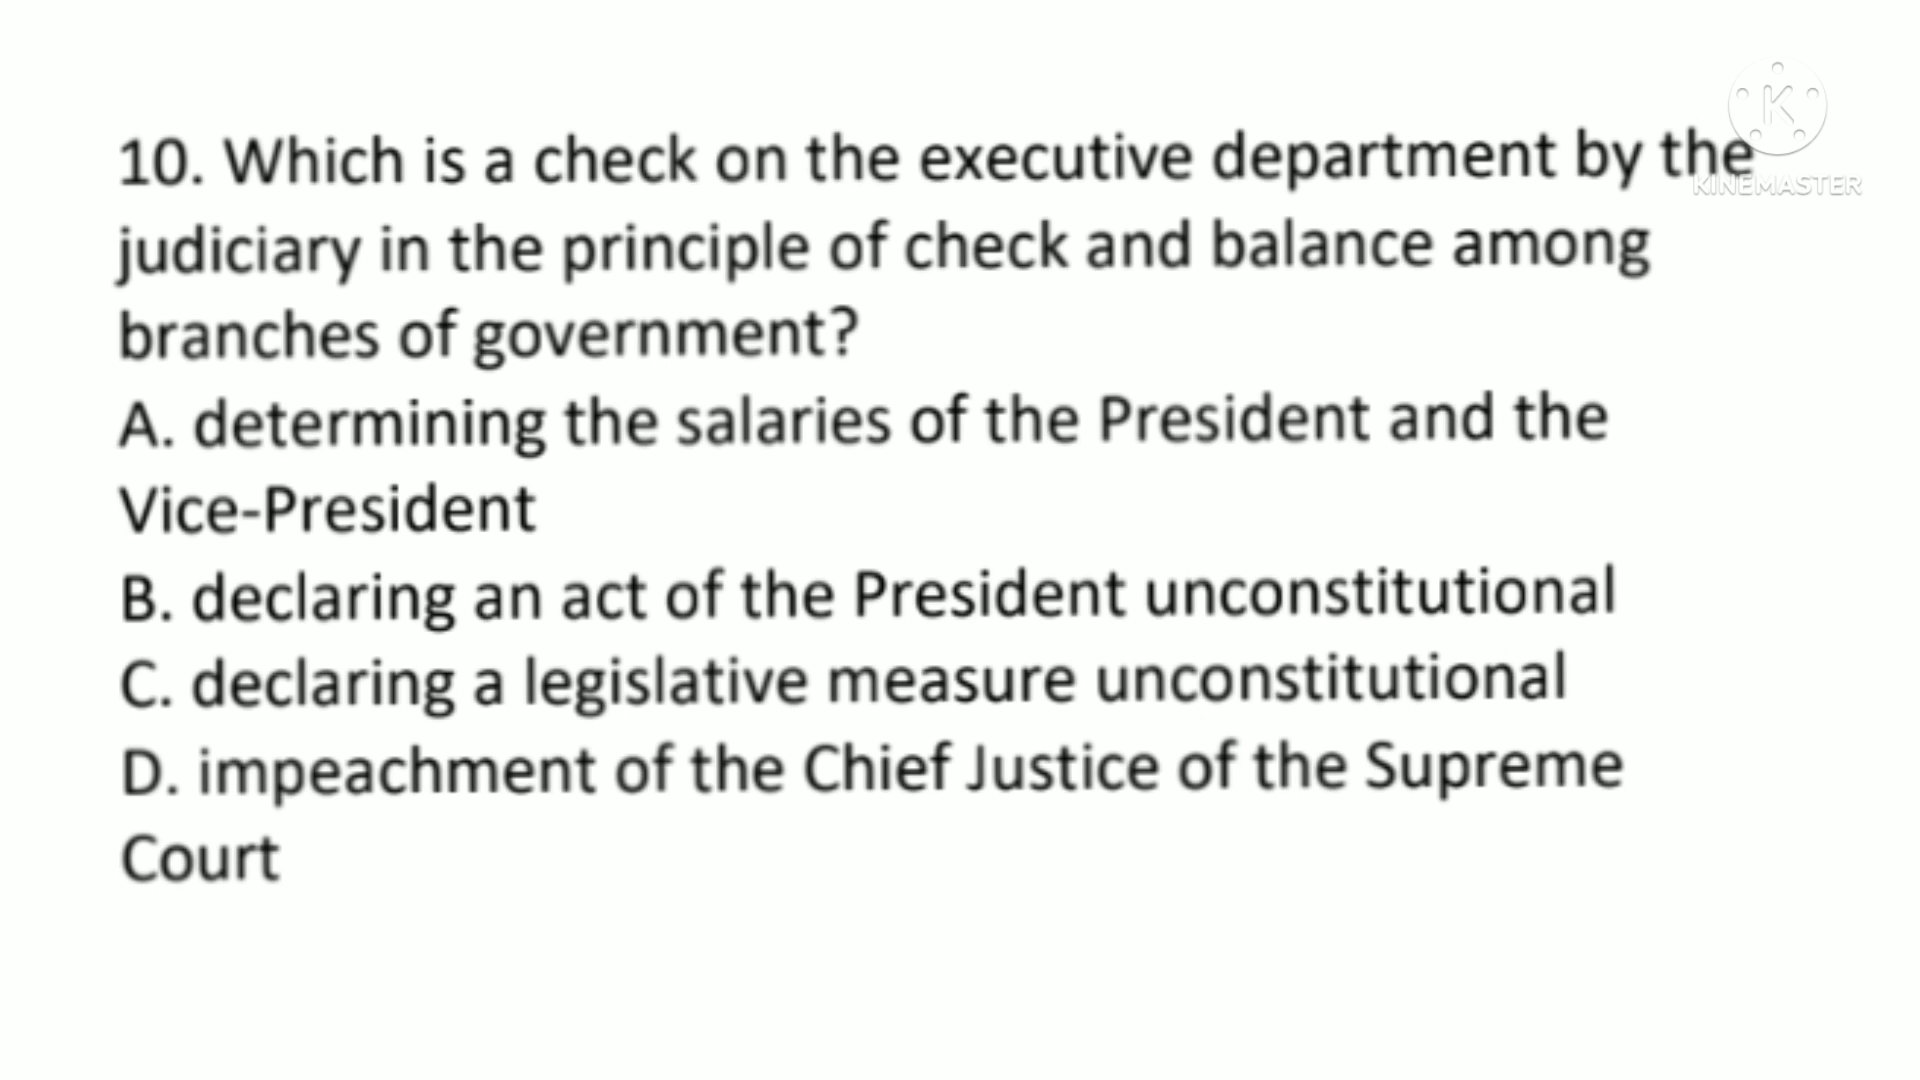 10. Which is a check on the executive department by the
KINEMASTER
judiciary in the principle of check and balance among
branches of government?
A. determining the salaries of the President and the
Vice-President
B. declaring an act of the President unconstitutional
C. declaring a legislative measure unconstitutional
D. impeachment of the Chief Justice of the Supreme
Court